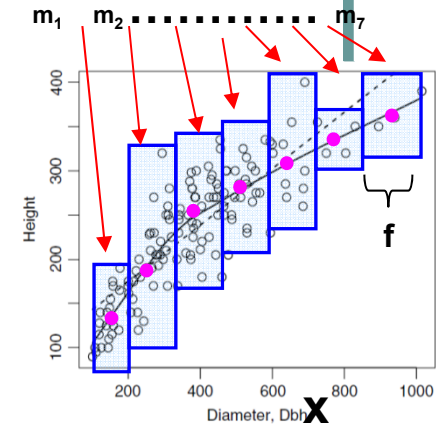 m1 m2 . . . . . . . . . . . . . m7
400
300
200
100
Height
f
200 400 600 800 1000
Diameter, Dbh X